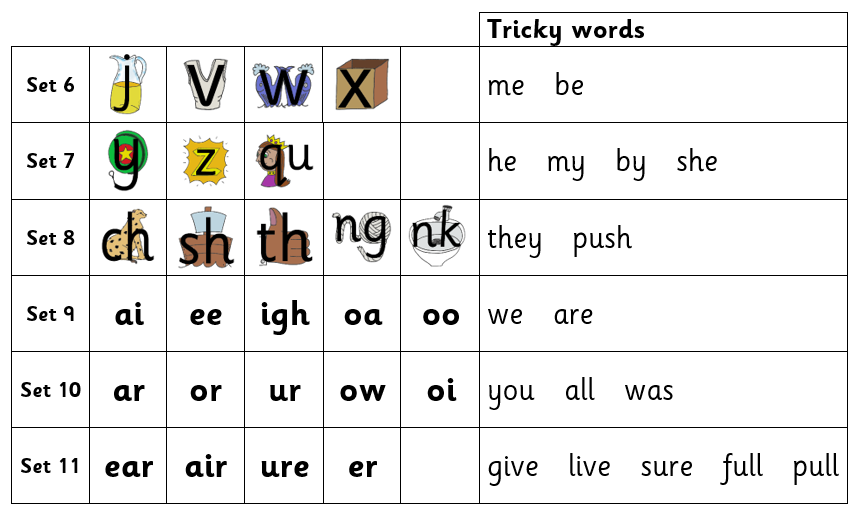 Tricky words
Set 6 j v w x me be
Set 7 y z qu he my by she
Set 8 ch sh th ng nk they push
Set 9 ai ee igh oa oo we are
Set 10 ar or ur ow oi you all was
Set 11 ear air ure er give live sure full pull